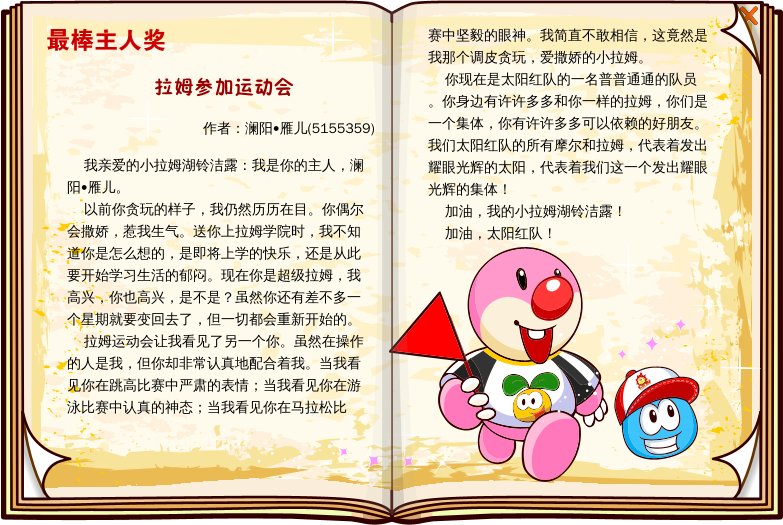 最棒主人奖
拉姆参加运动会
作者：澜阳•雁儿(5155359)
我亲爱的小拉姆湖铃洁露：我是你的主人，澜
阳•雁儿。
以前你贪玩的样子，我仍然历历在目。你偶尔
会撒娇，惹我生气。送你上拉姆学院时，我不知
道你是怎么想的，是即将上学的快乐，还是从此
要开始学习生活的郁闷。现在你是超级拉姆，我
高兴，你也高兴，是不是？虽然你还有差不多一
个星期就要变回去了，但一切都会重新开始的。
拉姆运动会让我看见了另一个你。虽然在操作
的人是我，但你却非常认真地配合着我。当我看
见你在跳高比赛中严肃的表情；当我看见你在游
泳比赛中认真的神态；当我看见你在马拉松比
赛中坚毅的眼神。我简直不敢相信，这竟然是
我那个调皮贪玩，爱撒娇的小拉姆。
你现在是太阳红队的一名普普通通的队员
。你身边有许许多多和你一样的拉姆，你们是
一个集体，你有许许多多可以依赖的好朋友。
我们太阳红队的所有摩尔和拉姆，代表着发出
耀眼光辉的太阳，代表着我们这一个发出耀眼
光辉的集体！
加油，我的小拉姆湖铃洁露！
加油，太阳红队！